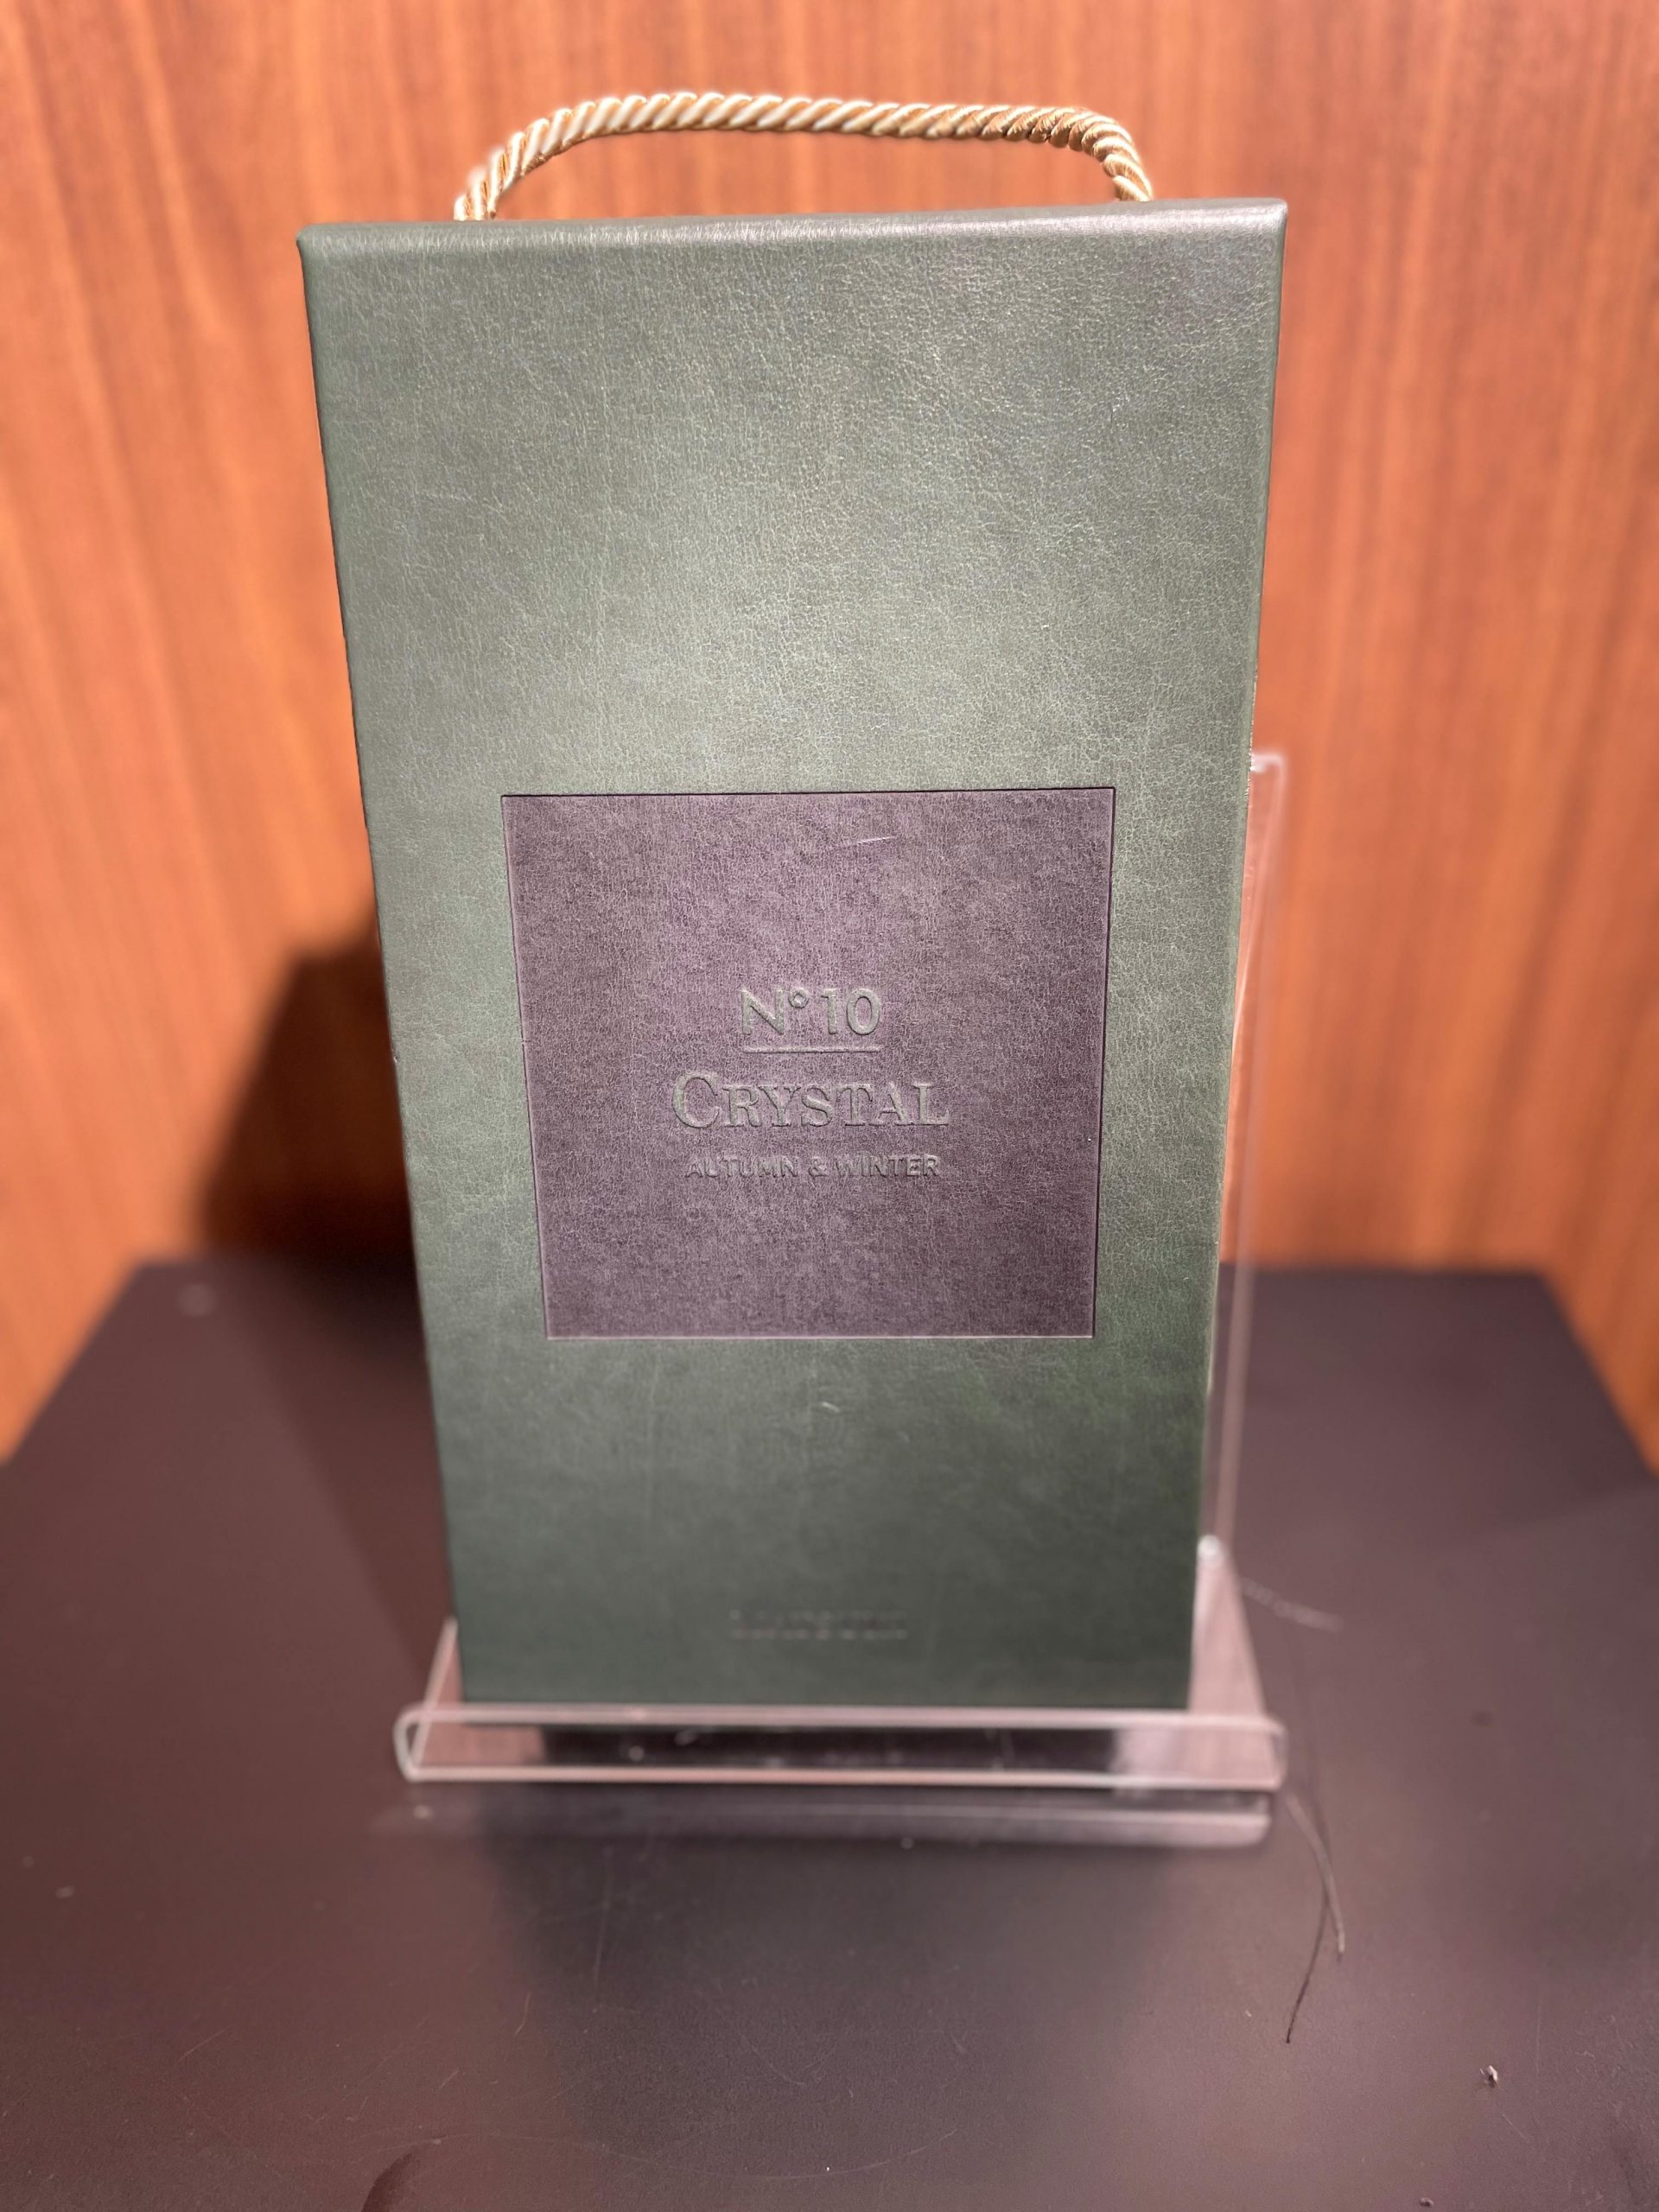 N° 10
CRYSTAL
AUTUMN & WINTER